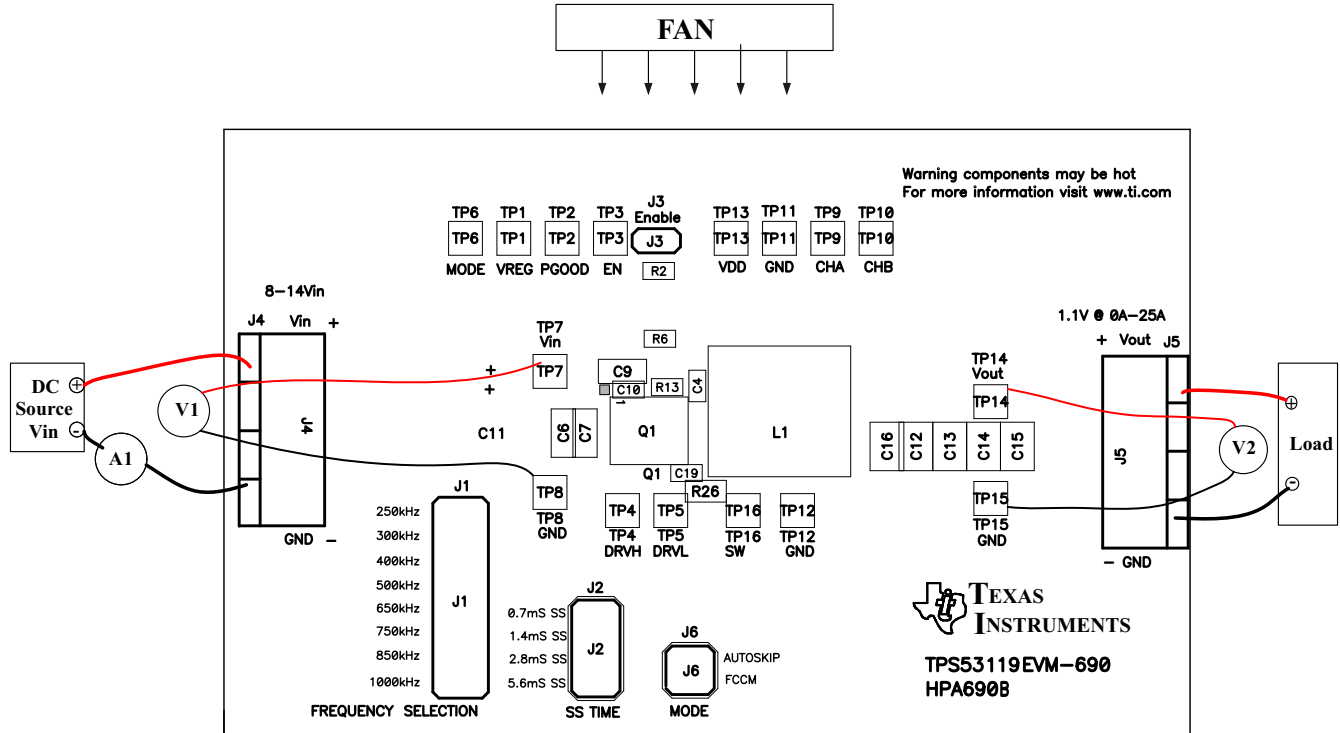 FAN
Warning components may be hot
For more information visit www.ti.com
J3
Enable
TP6 TP1 TP2 TP3 TP13 TP11 TP9 TP10
TP6 TP1 TP2 TP3 J3 TP13 TP11 TP9 TP10
MODE VREG PGOOD EN VDD GND CHA CHB
R2
8-14Vin
J4 Vin +
1.1V @ 0A-25A
+ Vout J5
TP7
Vin
TP7
+
+
R6
C9
C10
R13
C4
1
TP14
Vout
TP14
DC
Source
Vin
+
-
V1
A1
J4
C11
C6
C7
Q1
L1
C16
C12
C13
C14
C15
J5
V2
+
Load
-
Q1
C19
R26
TP8
TP8
GND
TP4 TP5 TP16 TP12
TP4 TP5 TP16 TP12
DRVH DRVL SW GND
TP15
TP15
GND
GND -
- GND
J1
250kHz
300kHz
400kHz
500kHz
650kHz
750kHz
850kHz
1000kHz
J1
FREQUENCY SELECTION
J2
0.7mS SS
1.4mS SS
2.8mS SS
5.6mS SS
J2
SS TIME
J6
J6
AUTOSKIP
FCCM
MODE
ti
TEXAS
INSTRUMENTS
TPS53119EVM-690
HPA690B